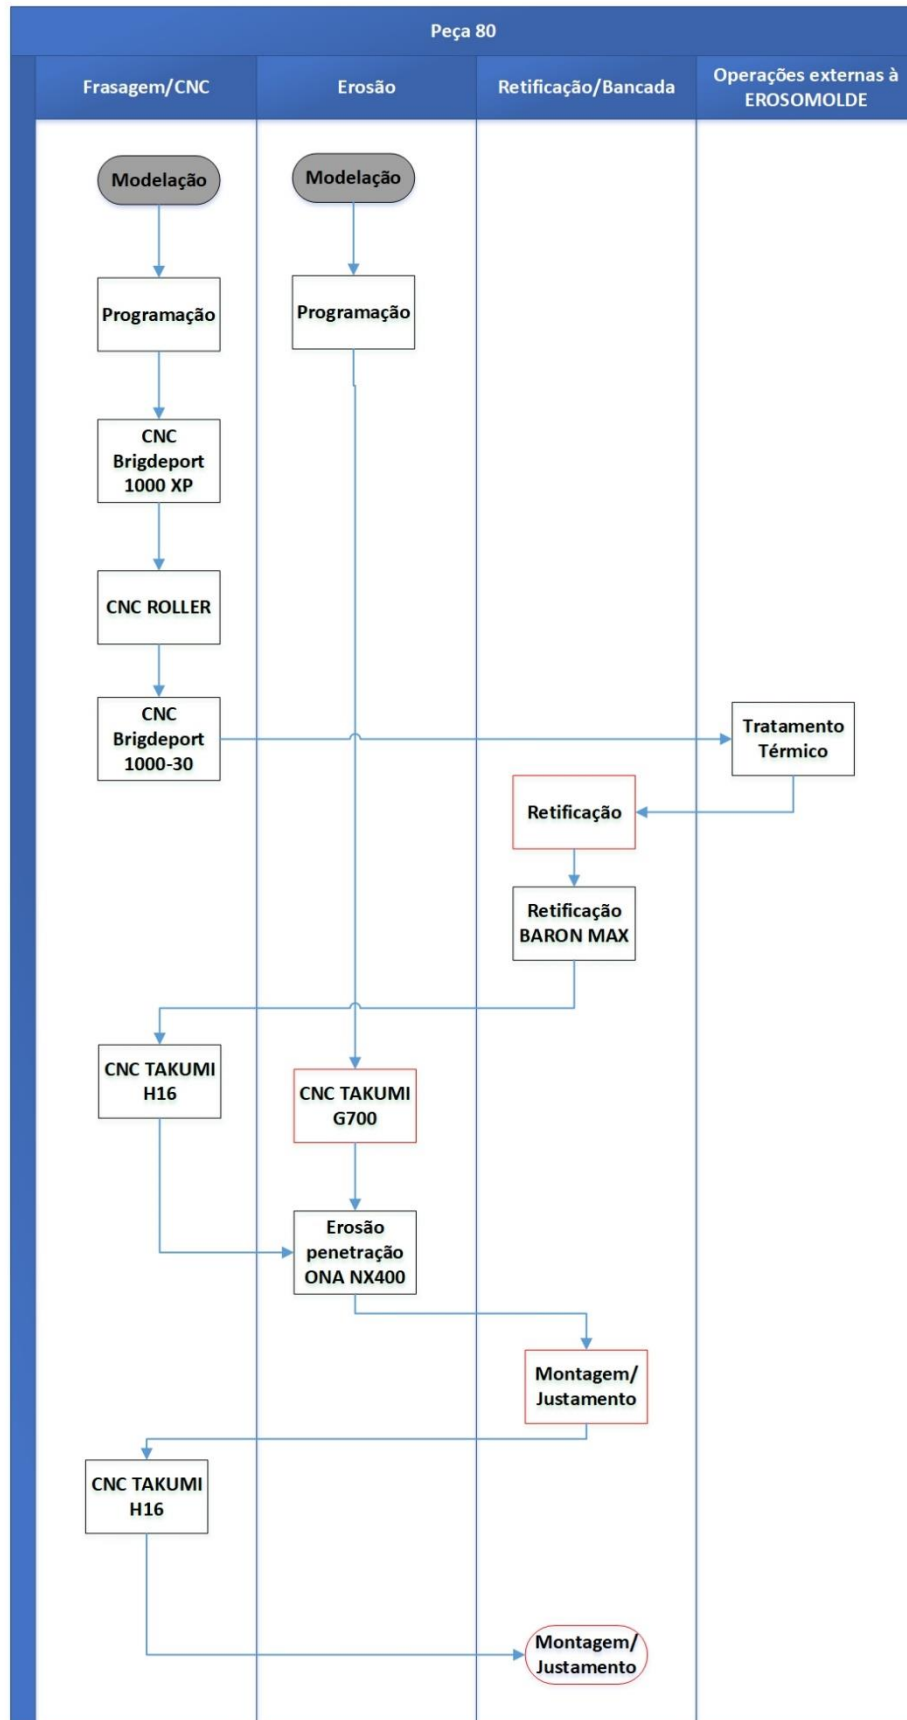 Peça 80
Frasagem/CNC
Erosão
Retificação/Bancada
Operações externas à
EROSOMOLDE
Modelação
Modelação
Programação
Programação
CNC
Brigdeport
1000 XP
CNC ROLLER
CNC
Brigdeport
1000-30
Tratamento
Térmico
Retificação
Retificação
BARON MAX
CNC TAKUMI
H16
CNC TAKUMI
G700
Erosão
penetração
ONA NX400
Montagem/
Justamento
CNC TAKUMI
H16
Montagem/
Justamento